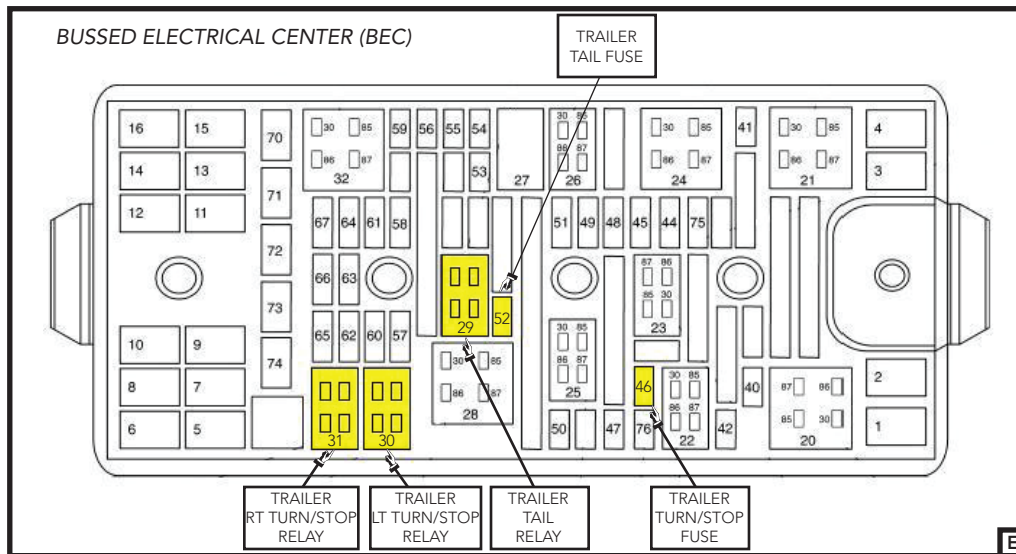 BUSSED ELECTRICAL CENTER (BEC)
TRAILER
TAIL FUSE
16 15 70 30 85 59 56 55 54 30 85 30 85 41 30 85 4
86 87 86 87 86 87 86 87
14 13 32 53 27 26 24 21 3
71
12 11 67 64 61 58 51 49 48 45 44 75
72
66 63 87 86
85 30
73 52 23
10 9 65 62 60 57 29 30 85
74 30 85 86 87 46 30 85 40 87 86 2
8 7 86 87 25 86 87 85 30
28
6 5 31 30 50 47 76 22 42 20 1
TRAILER
RT TURN/STOP
RELAY
TRAILER
LT TURN/STOP
RELAY
TRAILER
TAIL
RELAY
TRAILER
TURN/STOP
FUSE
E